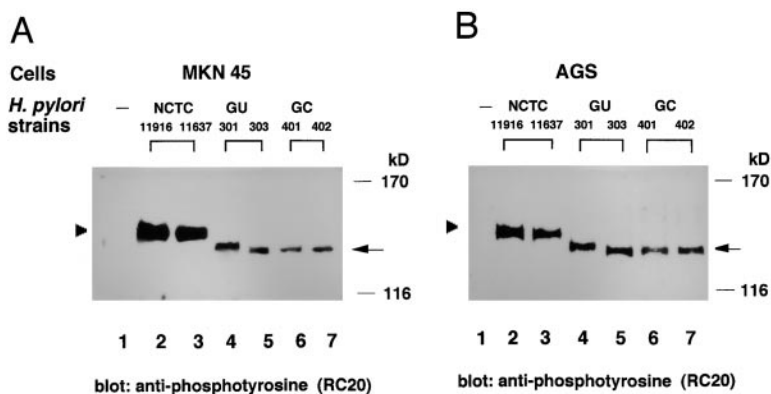 A
Cells MKN 45
H. pylori strains — NCTC GU GC
11916 11637 301 303 401 402
kD
170
116
1 2 3 4 5 6 7
blot: anti-phosphotyrosine (RC20)
B
AGS
— NCTC GU GC
11916 11637 301 303 401 402
kD
170
116
1 2 3 4 5 6 7
blot: anti-phosphotyrosine (RC20)